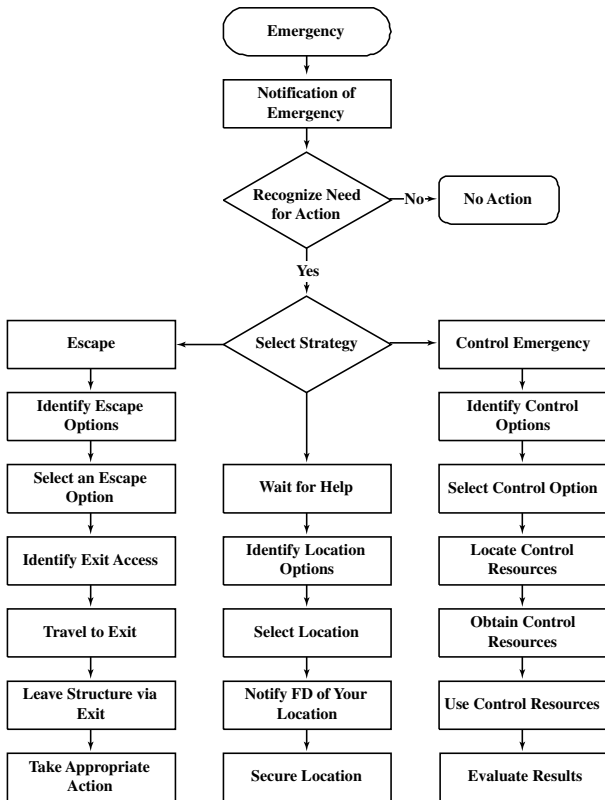 Emergency
Notification of
Emergency
Recognize Need
for Action
No
No Action
Yes
Select Strategy
Escape
Control Emergency
Identify Escape
Options
Select an Escape
Option
Identify Exit Access
Travel to Exit
Leave Structure via
Exit
Take Appropriate
Action
Wait for Help
Identify Location
Options
Select Location
Notify FD of Your
Location
Secure Location
Identify Control
Options
Select Control Option
Locate Control
Resources
Obtain Control
Resources
Use Control Resources
Evaluate Results